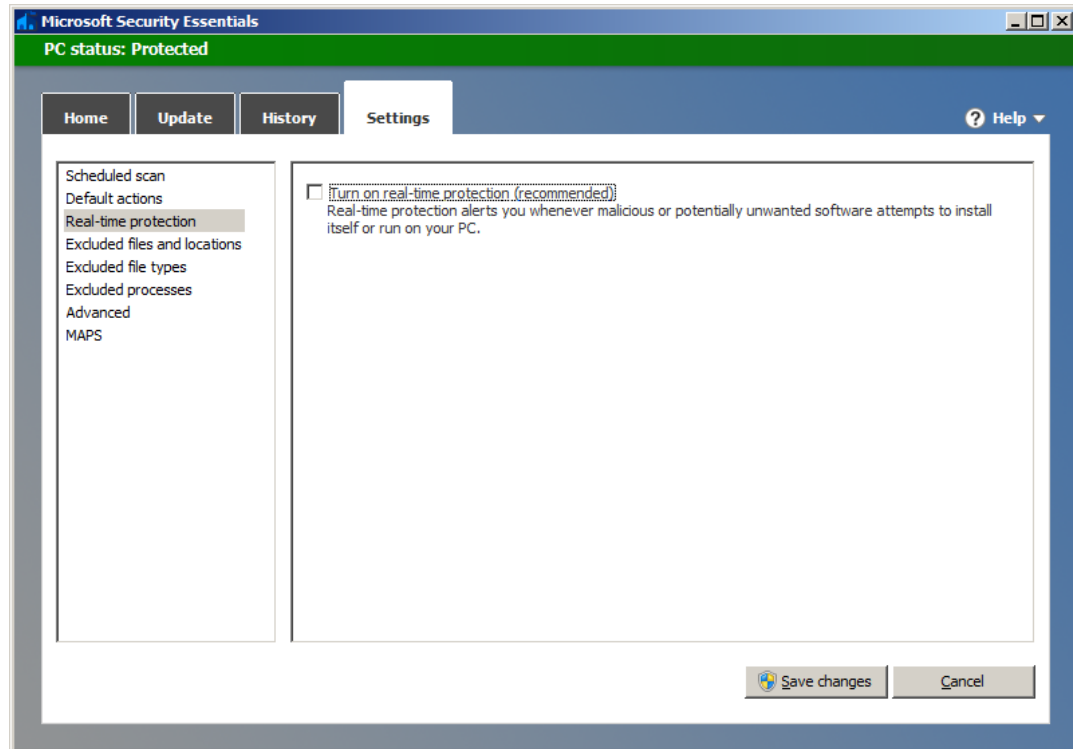 Microsoft Security Essentials
PC status: Protected
Home
Update
History
Settings
Help
Scheduled scan
Default actions
Real-time protection
Excluded files and locations
Excluded file types
Excluded processes
Advanced
MAPS
Turn on real-time protection (recommended)
Real-time protection alerts you whenever malicious or potentially unwanted software attempts to install
itself or run on your PC.
Save changes
Cancel